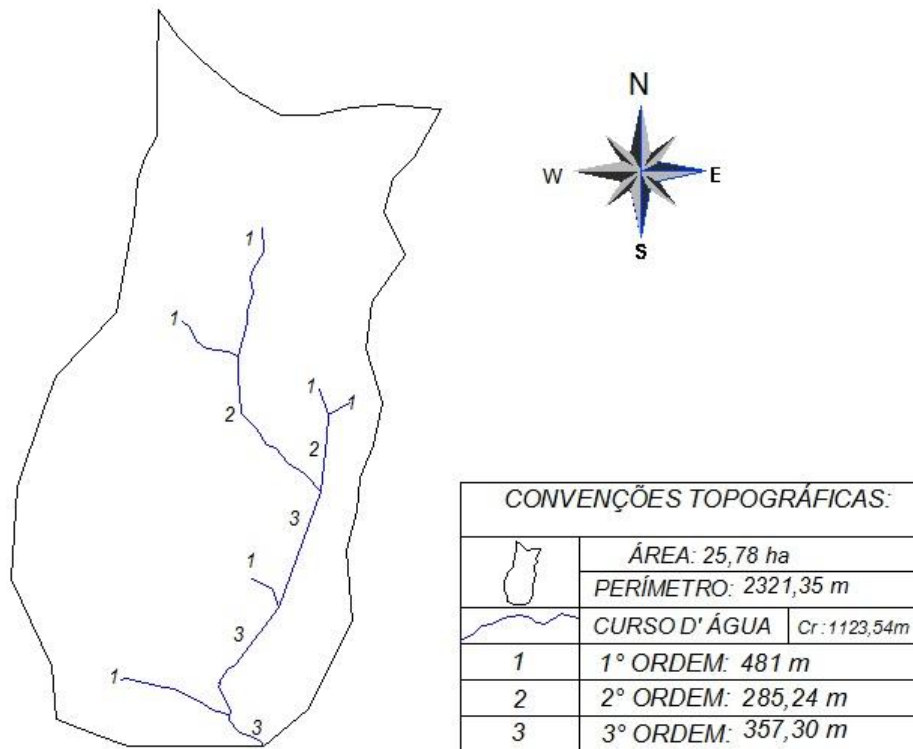 N
W E
S
1
1
1 1
2
2
3
1
3
1
3
CONVENÇÕES TOPOGRÁFICAS:
ÁREA: 25,78 ha
PERÍMETRO: 2321,35 m
CURSO D' ÁGUA Cr : 1123,54m
1 1° ORDEM: 481 m
2 2° ORDEM: 285,24 m
3 3° ORDEM: 357,30 m